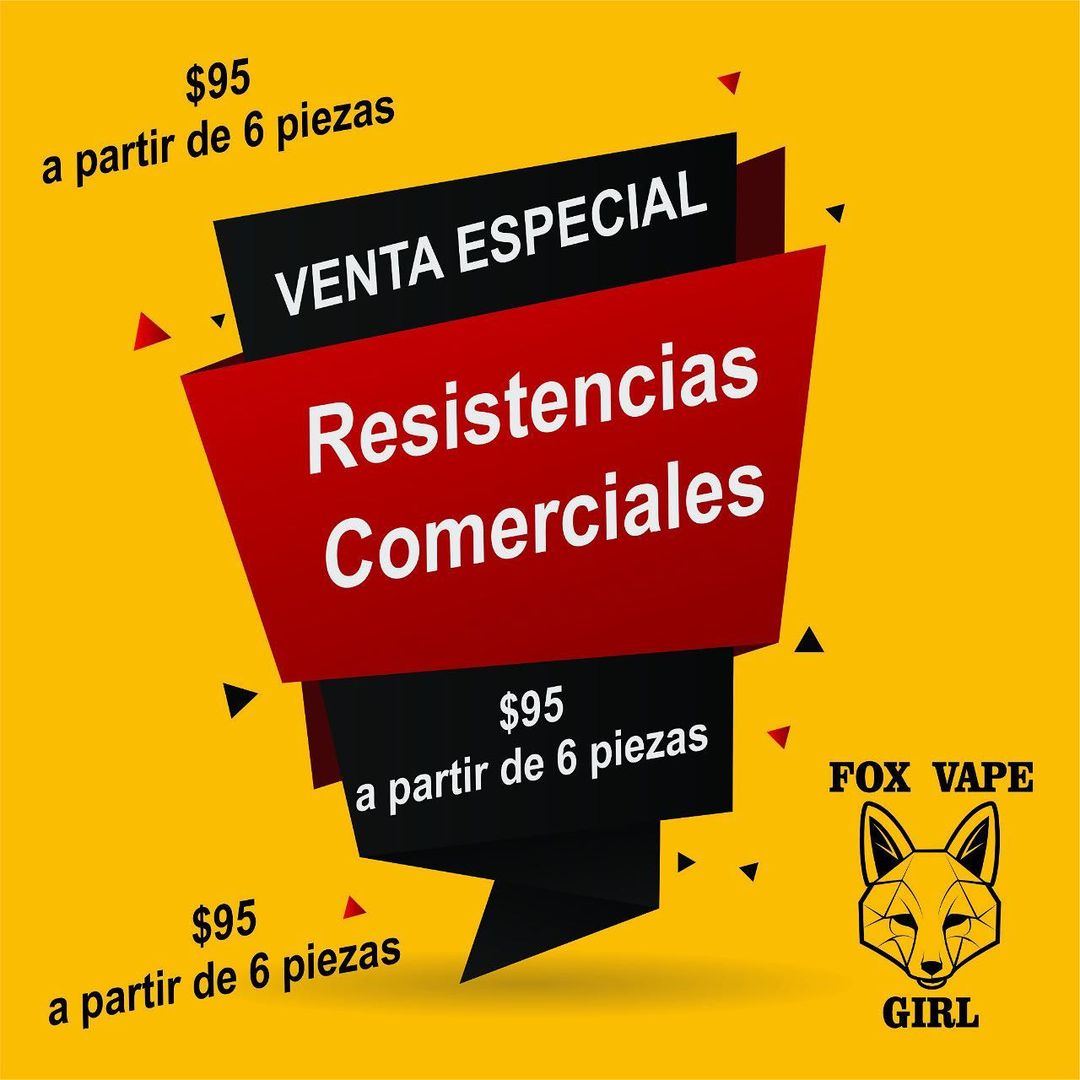 $95
a partir de 6 piezas
VENTA ESPECIAL
Resistencias
Comerciales
$95
a partir de 6 piezas
FOX VAPE
GIRL
$95
a partir de 6 piezas